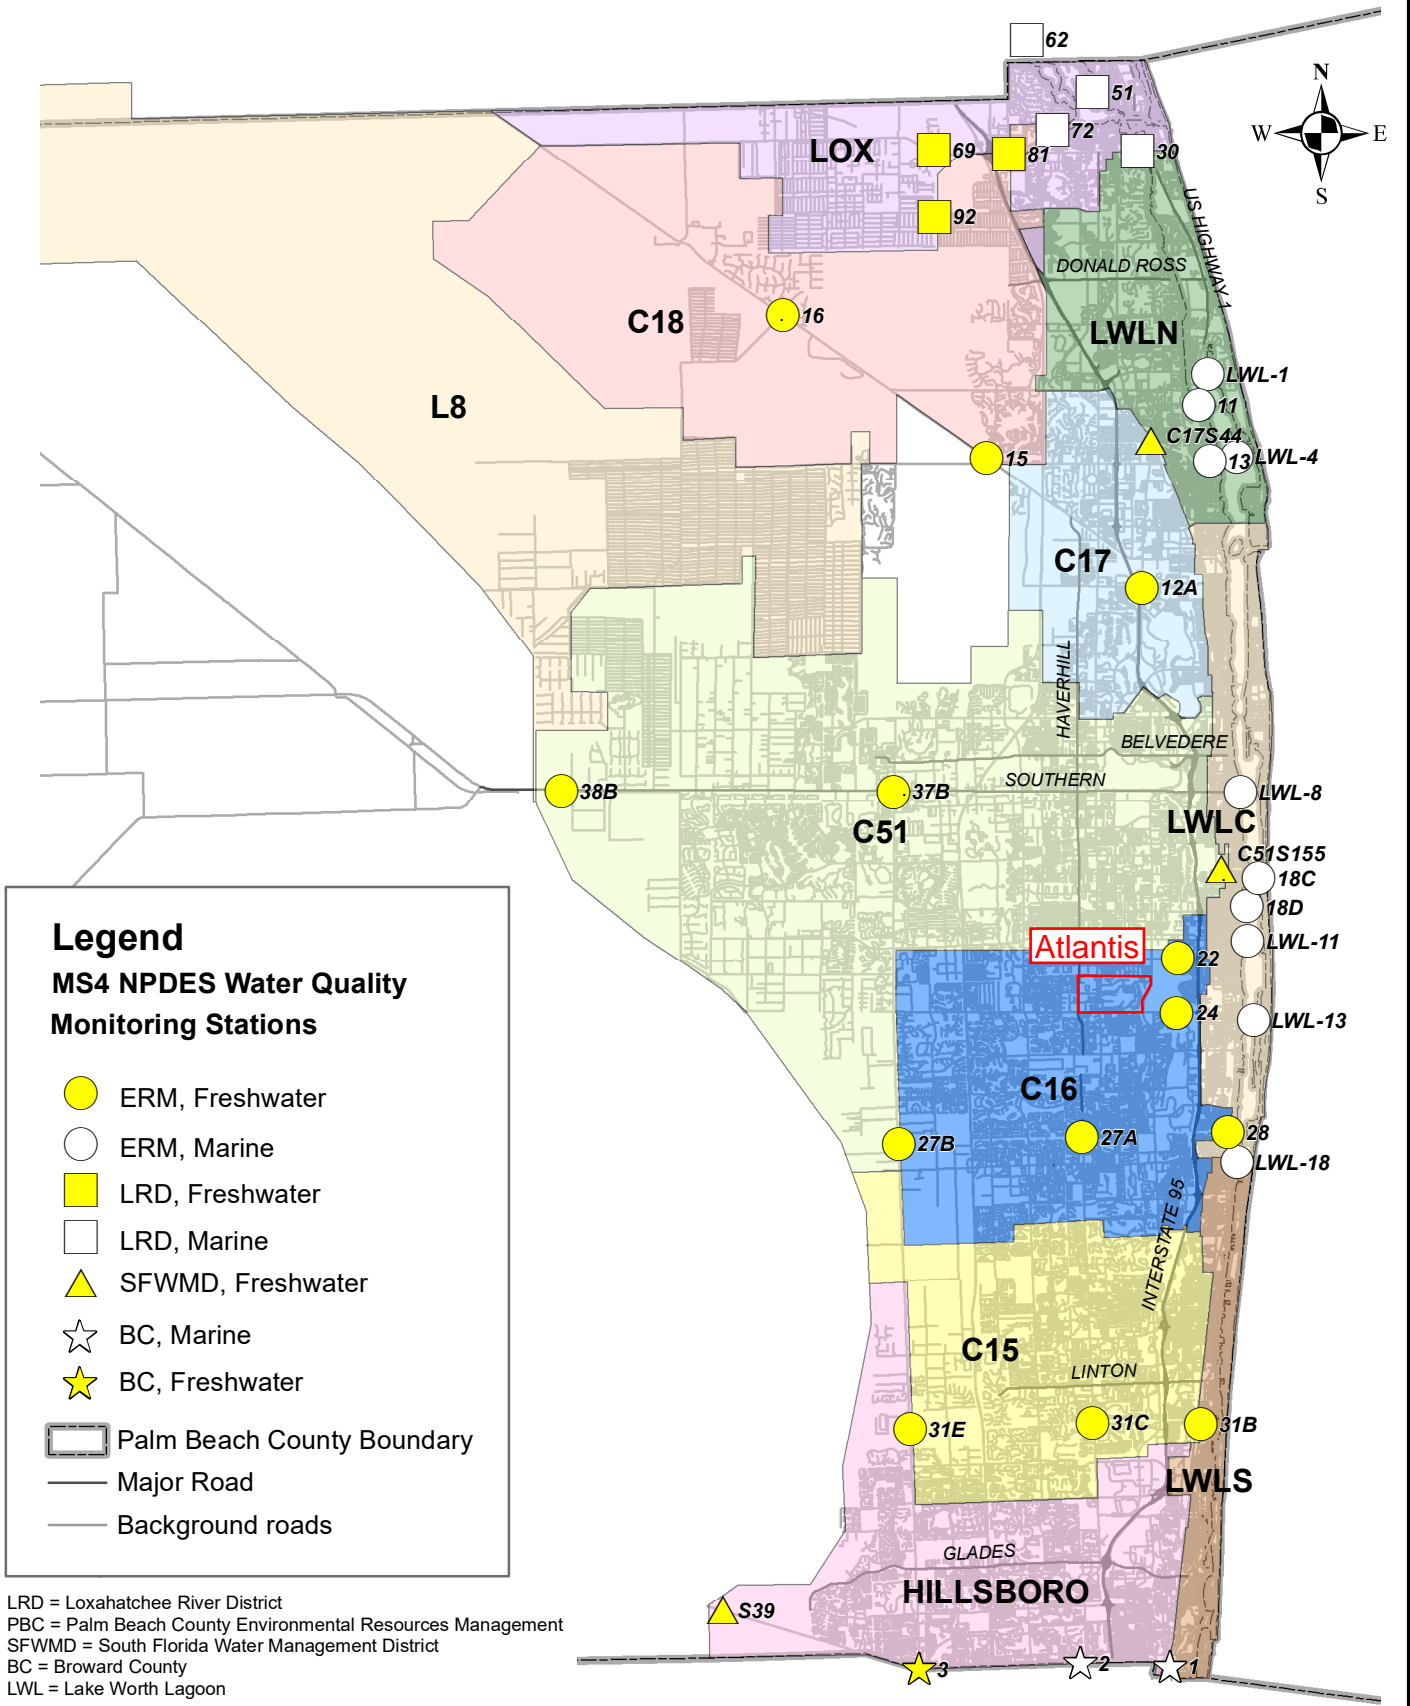 62
51
72
30
69
81
92
LOX
N
W
E
S
US HIGHWAY 1
DONALD ROSS
16
C18
LWLN
LWL-1
11
L8
C17S44
13
LWL-4
15
C17
12A
HAVERHILL
BELVEDERE
SOUTHERN
38B
37B
LWL-8
C51
LWLC
C51S155
18C
18D
Atlantis
LWL-11
22
24
LWL-13
C16
27B
27A
28
LWL-18
INTERSTATE 95
C15
LINTON
31E
31C
31B
LWLS
GLADES
HILLSBORO
S39
3
2
1
Legend
MS4 NPDES Water Quality
Monitoring Stations
ERM, Freshwater
ERM, Marine
LRD, Freshwater
LRD, Marine
SFWMD, Freshwater
BC, Marine
BC, Freshwater
Palm Beach County Boundary
Major Road
Background roads
LRD = Loxahatchee River District
PBC = Palm Beach County Environmental Resources Management
SFWMD = South Florida Water Management District
BC = Broward County
LWL = Lake Worth Lagoon